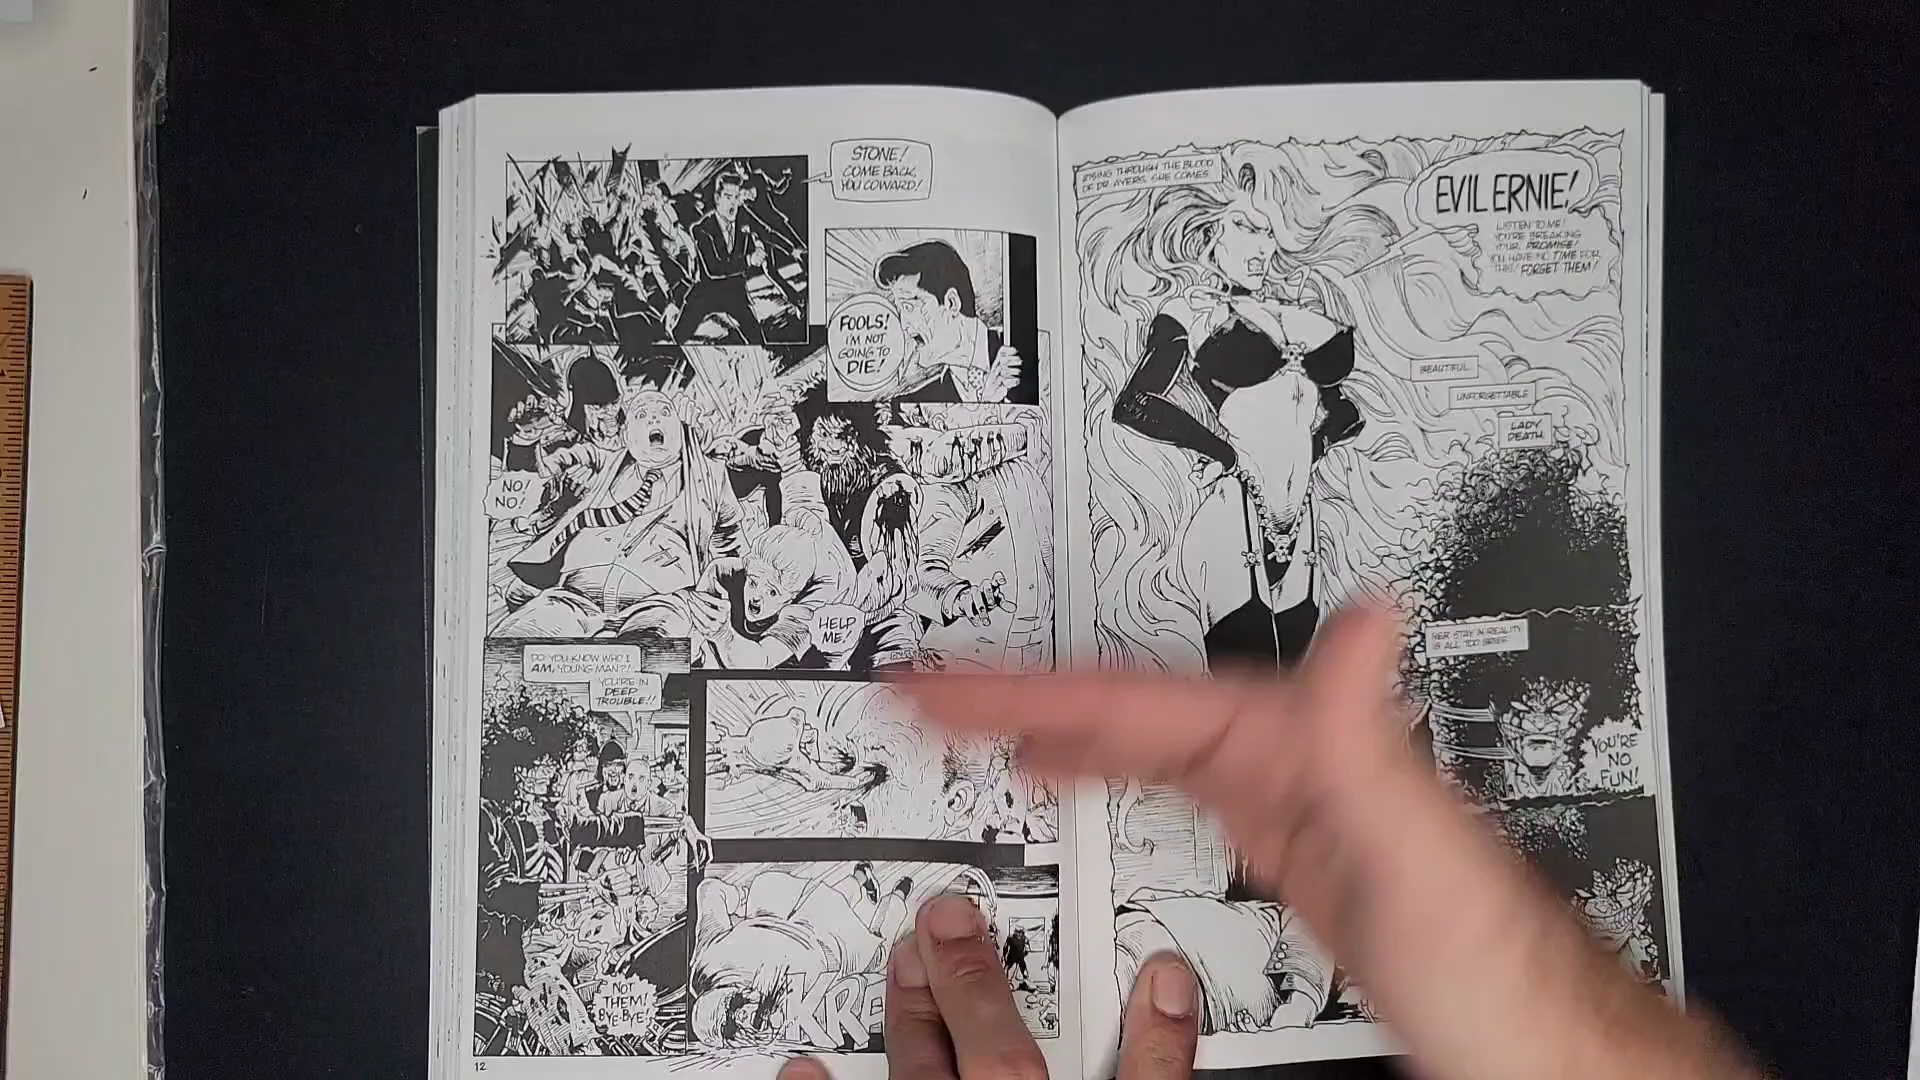 STONE!
COME BACK,
YOU COWARD!
FOOLS!
I'M NOT
GOING TO
DIE!
NO!
NO!
HELP
ME!
DO YOU KNOW WHO I
AM, YOUNG MAN?!
YOU'RE IN
DEEP
TROUBLE!!
NOT
THEM!
BYE-BYE!
KRA
12
RISING THROUGH THE BLOOD
OF DR. AYERS, SHE COMES
EVIL ERNIE!
LISTEN TO ME!
YOU'RE BREAKING
YOUR PROMISE!
YOU HAVE NO TIME FOR
THIS! FORGET THEM!
BEAUTIFUL
UNFORGETTABLE
LADY
DEATH
HER STAY IN REALITY
IS ALL TOO BRIEF
YOU'RE
NO
FUN!